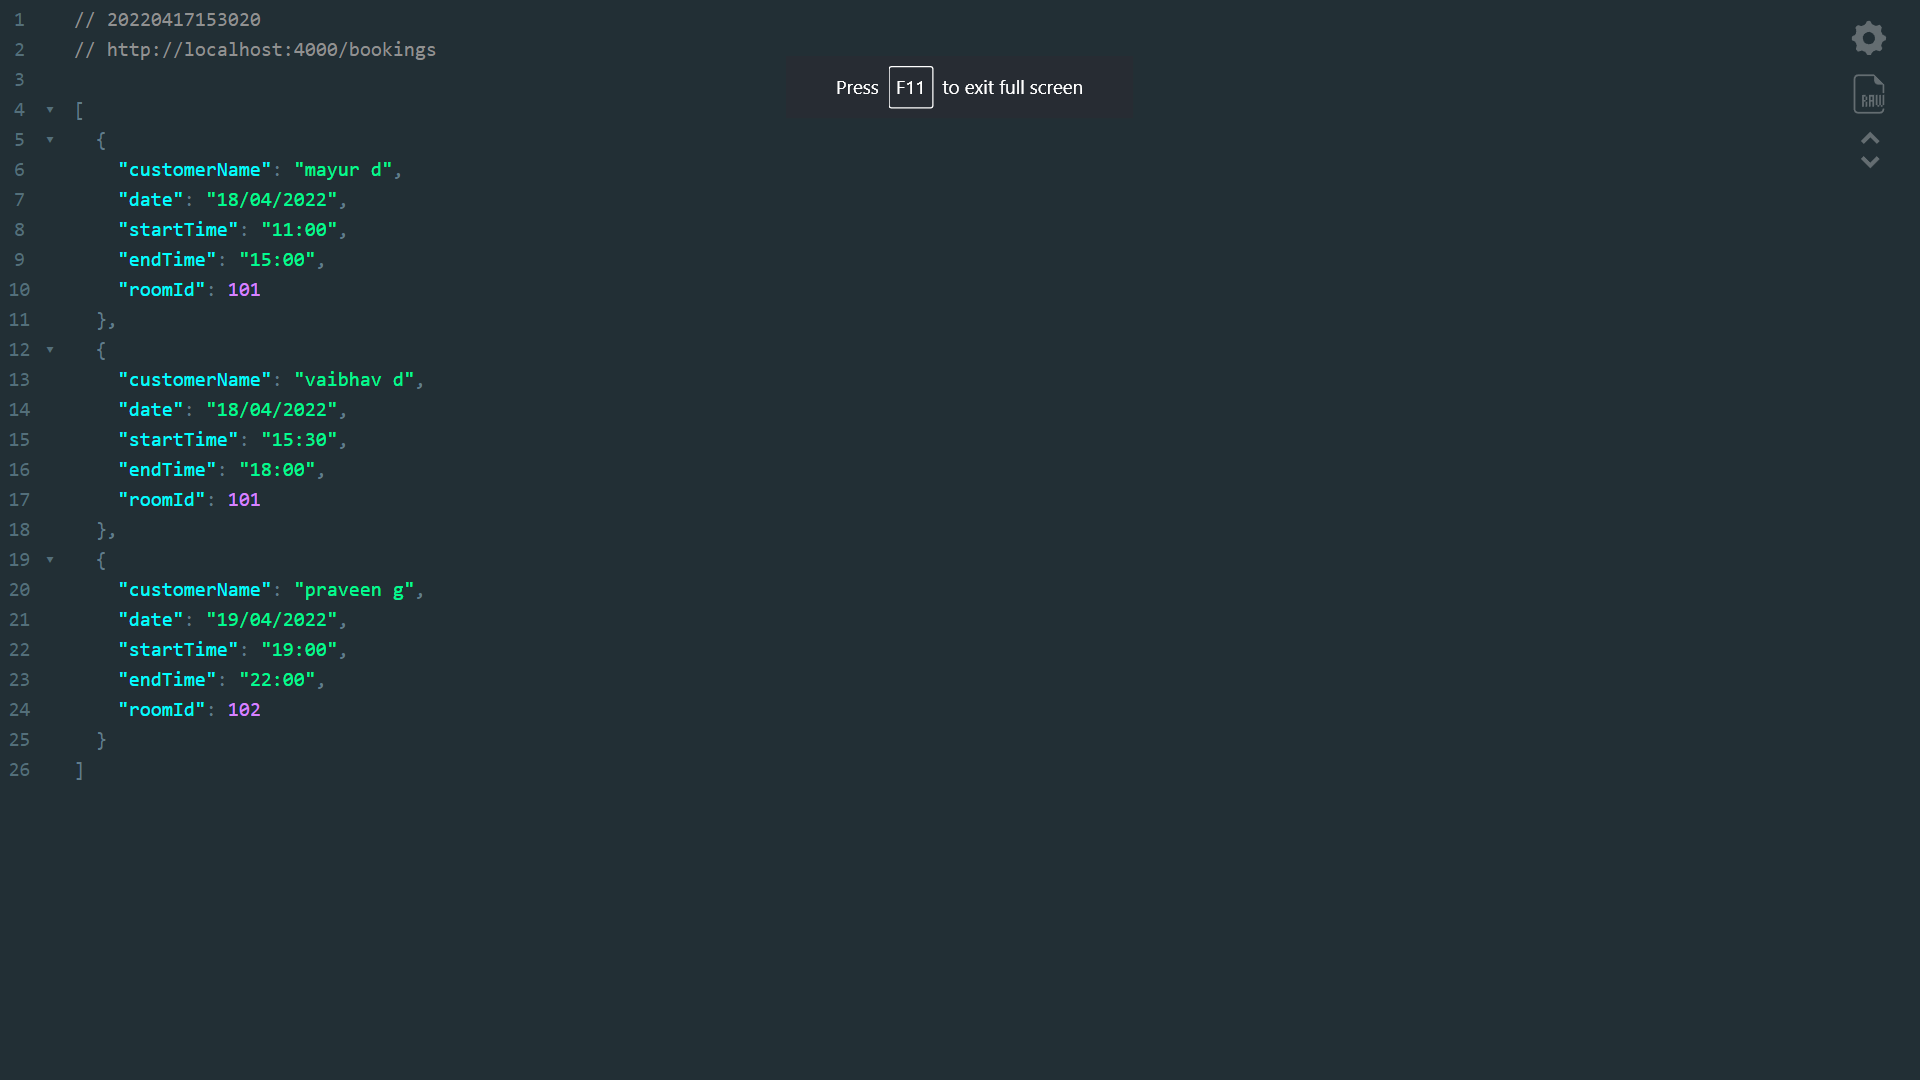 1 // 20220417153020
2 // http://localhost:4000/bookings
3
Press F11 to exit full screen
RAW
4 [
5 {
6 "customerName": "mayur d",
7 "date": "18/04/2022",
8 "startTime": "11:00",
9 "endTime": "15:00",
10 "roomId": 101
11 },
12 {
13 "customerName": "vaibhav d",
14 "date": "18/04/2022",
15 "startTime": "15:30",
16 "endTime": "18:00",
17 "roomId": 101
18 },
19 {
20 "customerName": "praveen g",
21 "date": "19/04/2022",
22 "startTime": "19:00",
23 "endTime": "22:00",
24 "roomId": 102
25 }
26 ]